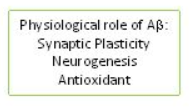 Physiological role of Aβ:
Synaptic Plasticity
Neurogenesis
Antioxidant